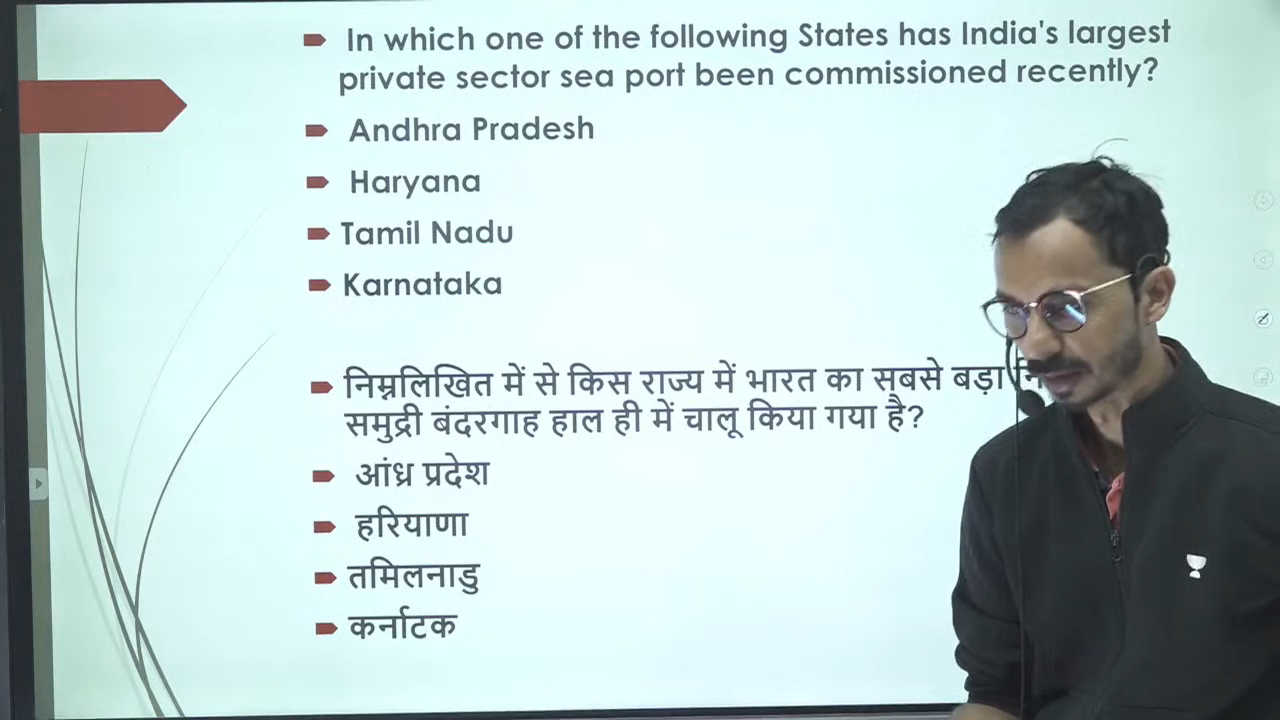 In which one of the following States has India's largest
private sector sea port been commissioned recently?
Andhra Pradesh
Haryana
Tamil Nadu
Karnataka
निम्नलिखित में से किस राज्य में भारत का सबसे बड़ा
समुद्री बंदरगाह हाल ही में चालू किया गया है?
आंध्र प्रदेश
हरियाणा
तमिलनाडु
कर्नाटक